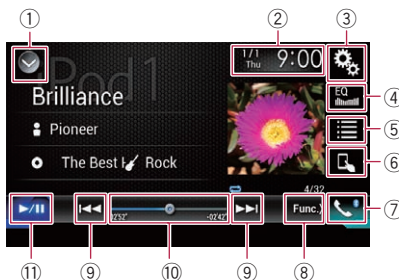 ① ② ③
iPod 1
1/1 Thu 9:00
Brilliance
EQ ④
Pioneer
⑤
The Best Rock
⑥
4/32
02'52" -02'42" Func. ⑦
⑪ ⑨ ⑩ ⑨ ⑧